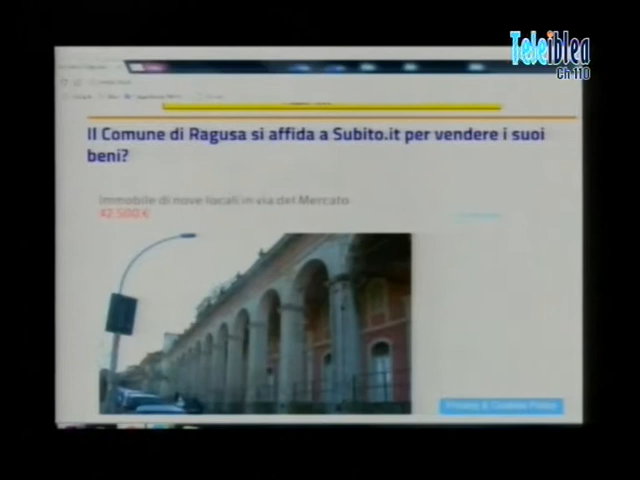 Teleiblea
Ch 110
Il Comune di Ragusa si affida a Subito.it per vendere i suoi
beni?
Immobile di nove locali in via del Mercato
42.500 €
Privacy & Cookies Policy